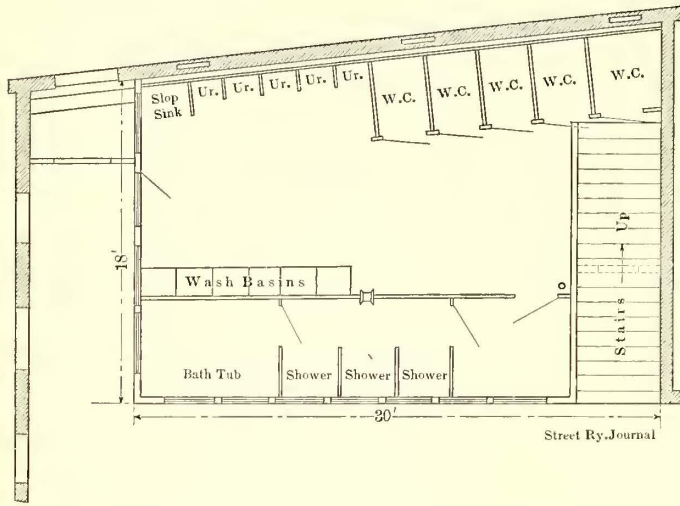 Slop
Sink
Ur.
Ur.
Ur.
Ur.
Ur.
W.C.
W.C.
W.C.
W.C.
W.C.
18'
Wash Basins
Stairs
Up
Bath Tub
Shower
Shower
Shower
30'
Street Ry. Journal